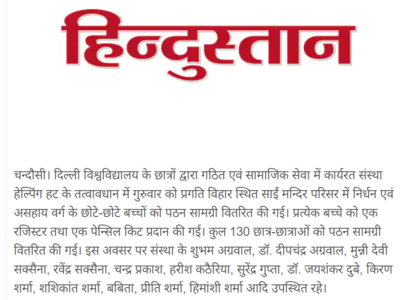 हिन्दुस्तान
चन्दौसी। दिल्ली विश्वविद्यालय के छात्रों द्वारा गठित एवं सामाजिक सेवा में कार्यरत संस्था
हेल्पिंग हट के तत्वावधान में गुरुवार को प्रगति विहार स्थित साईं मन्दिर परिसर में निर्धन एवं
असहाय वर्ग के छोटे-छोटे बच्चों को पठन सामग्री वितरित की गई। प्रत्येक बच्चे को एक
रजिस्टर तथा एक पेन्सिल किट प्रदान की गई। कुल 130 छात्र-छात्राओं को पठन सामग्री
वितरित की गई। इस अवसर पर संस्था के शुभम अग्रवाल, डॉ. दीपचंद्र अग्रवाल, मुन्नी देवी
सक्सैना, रवेंद्र सक्सैना, चन्द्र प्रकाश, हरीश कठैरिया, सुरेंद्र गुप्ता, डॉ. जयशंकर दुबे, किरण
शर्मा, शशिकांत शर्मा, बबिता, प्रीति शर्मा, हिमांशी शर्मा आदि उपस्थित रहे।